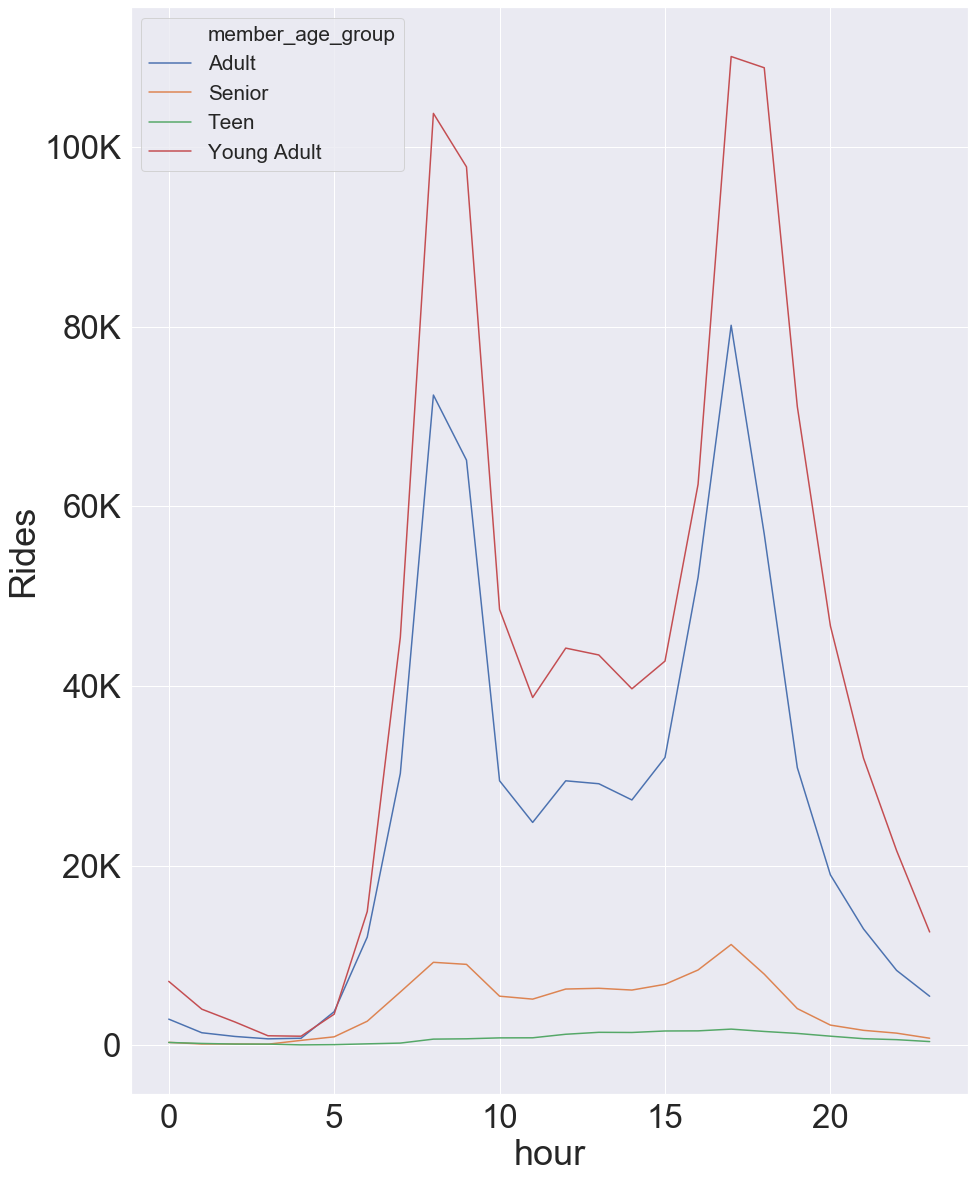 member_age_group
Adult
Senior
Teen
Young Adult
100K
80K
60K
40K
20K
0
Rides
0 5 10 15 20
hour